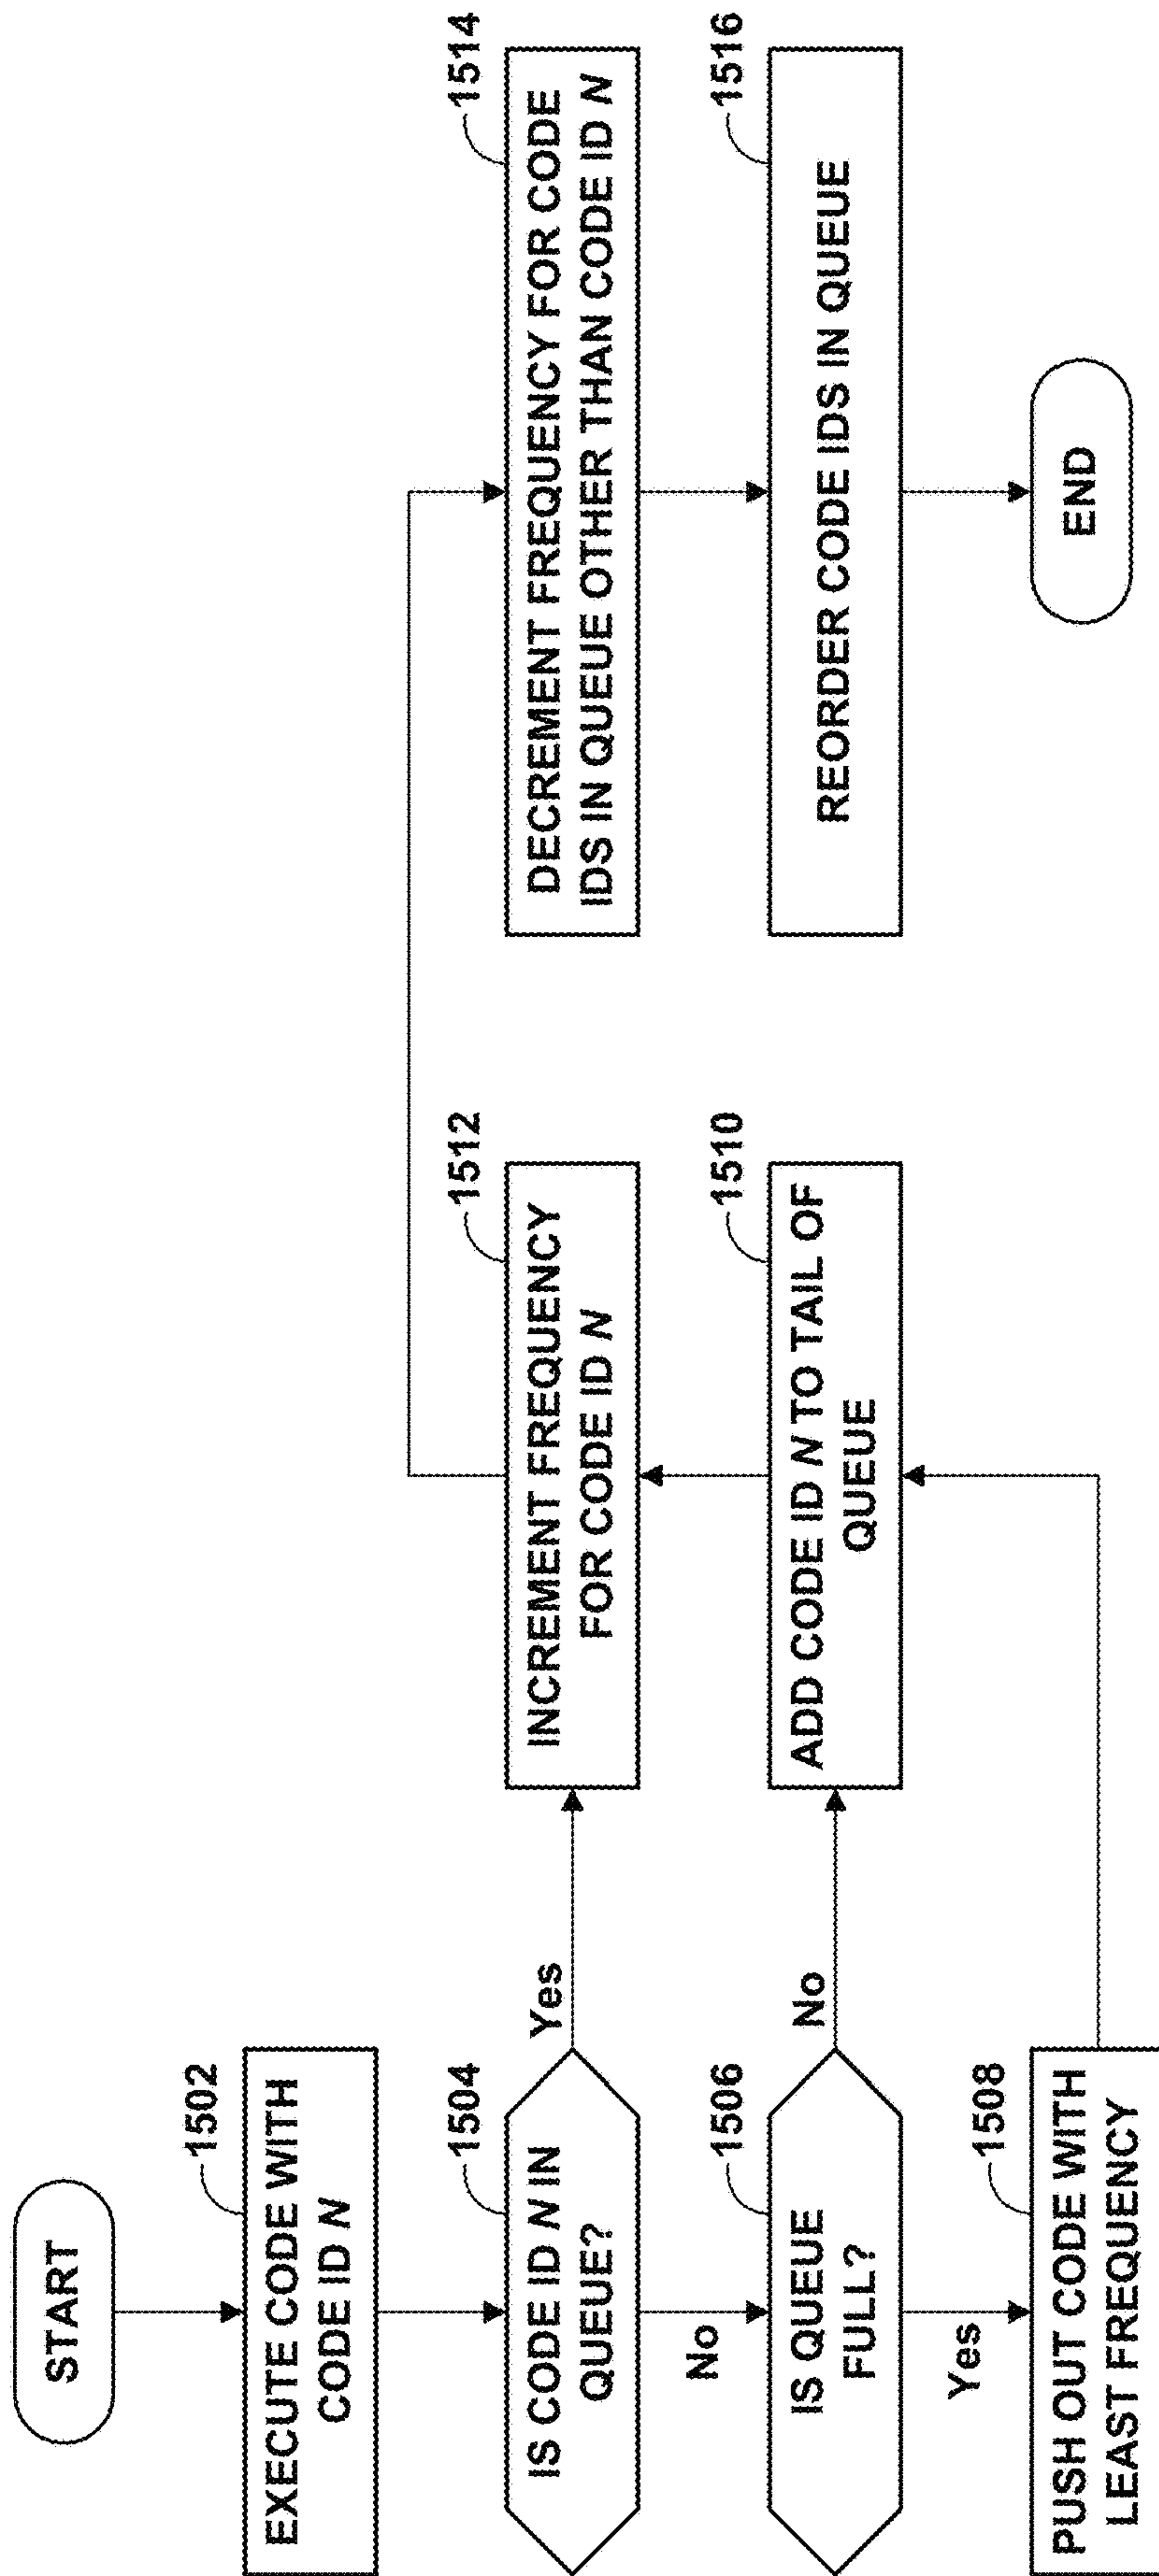 START
1502
EXECUTE CODE WITH
CODE ID N
1504
IS CODE ID N IN
QUEUE?
Yes
No
1506
IS QUEUE
FULL?
No
Yes
1508
PUSH OUT CODE WITH
LEAST FREQUENCY
1512
INCREMENT FREQUENCY
FOR CODE ID N
1510
ADD CODE ID N TO TAIL OF
QUEUE
1514
DECREMENT FREQUENCY FOR CODE
IDS IN QUEUE OTHER THAN CODE ID N
1516
REORDER CODE IDS IN QUEUE
END